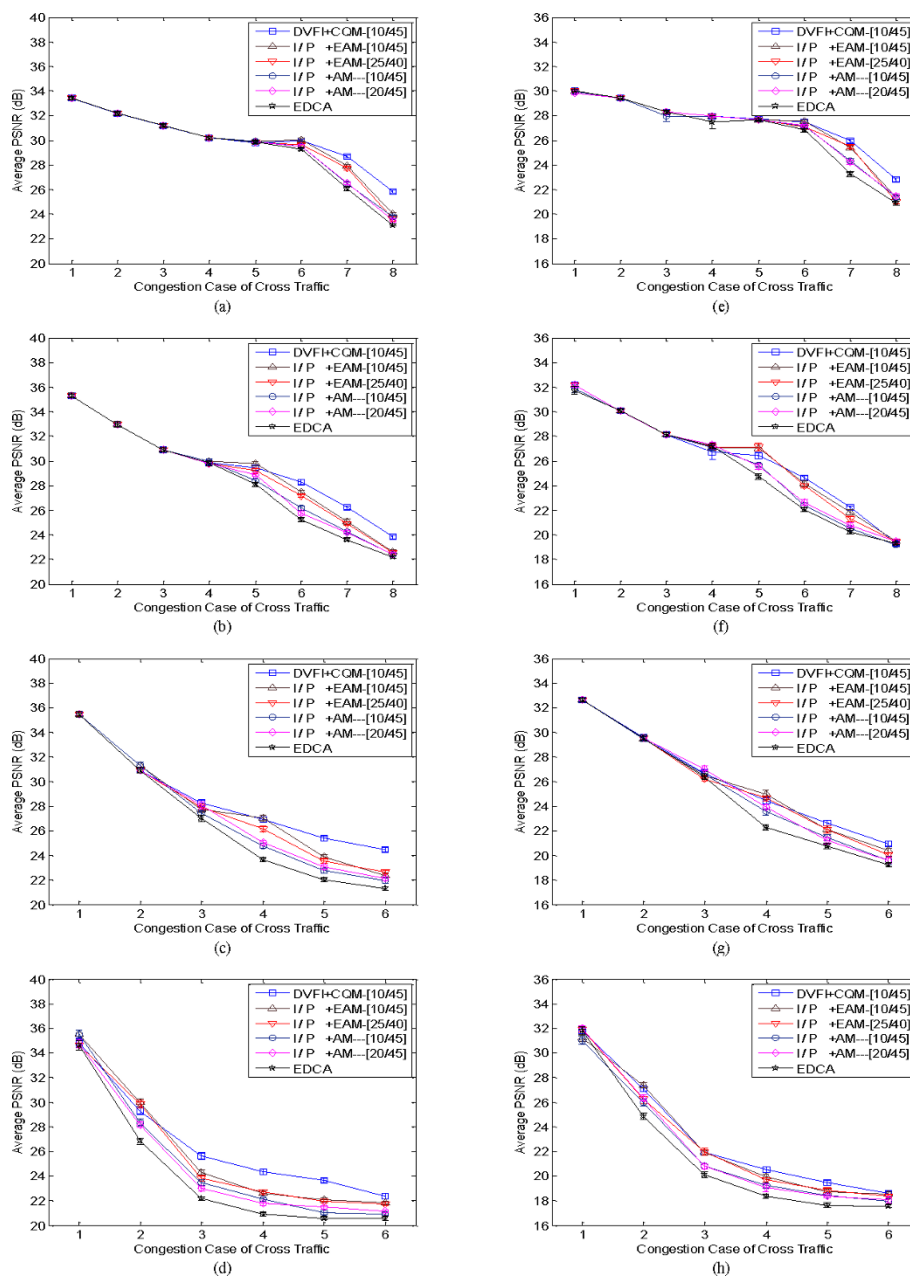 40
38
36
34
32
30
28
26
24
22
20
Average PSNR (dB)
DVFI+CQM-[10/45]
I/P +EAM-[10/45]
I/P +EAM-[25/40]
I/P +AM---[10/45]
I/P +AM---[20/45]
EDCA
1 2 3 4 5 6 7 8
Congestion Case of Cross Traffic
(a)
36
34
32
30
28
26
24
22
20
18
16
Average PSNR (dB)
DVFI+CQM-[10/45]
I/P +EAM-[10/45]
I/P +EAM-[25/40]
I/P +AM---[10/45]
I/P +AM---[20/45]
EDCA
1 2 3 4 5 6 7 8
Congestion Case of Cross Traffic
(e)
40
38
36
34
32
30
28
26
24
22
20
Average PSNR (dB)
DVFI+CQM-[10/45]
I/P +EAM-[10/45]
I/P +EAM-[25/40]
I/P +AM---[10/45]
I/P +AM---[20/45]
EDCA
1 2 3 4 5 6 7 8
Congestion Case of Cross Traffic
(b)
36
34
32
30
28
26
24
22
20
18
16
Average PSNR (dB)
DVFI+CQM-[10/45]
I/P +EAM-[10/45]
I/P +EAM-[25/40]
I/P +AM---[10/45]
I/P +AM---[20/45]
EDCA
1 2 3 4 5 6 7 8
Congestion Case of Cross Traffic
(f)
40
38
36
34
32
30
28
26
24
22
20
Average PSNR (dB)
DVFI+CQM-[10/45]
I/P +EAM-[10/45]
I/P +EAM-[25/40]
I/P +AM---[10/45]
I/P +AM---[20/45]
EDCA
1 2 3 4 5 6
Congestion Case of Cross Traffic
(c)
36
34
32
30
28
26
24
22
20
18
16
Average PSNR (dB)
DVFI+CQM-[10/45]
I/P +EAM-[10/45]
I/P +EAM-[25/40]
I/P +AM---[10/45]
I/P +AM---[20/45]
EDCA
1 2 3 4 5 6
Congestion Case of Cross Traffic
(g)
40
38
36
34
32
30
28
26
24
22
20
Average PSNR (dB)
DVFI+CQM-[10/45]
I/P +EAM-[10/45]
I/P +EAM-[25/40]
I/P +AM---[10/45]
I/P +AM---[20/45]
EDCA
1 2 3 4 5 6
Congestion Case of Cross Traffic
(d)
36
34
32
30
28
26
24
22
20
18
16
Average PSNR (dB)
DVFI+CQM-[10/45]
I/P +EAM-[10/45]
I/P +EAM-[25/40]
I/P +AM---[10/45]
I/P +AM---[20/45]
EDCA
1 2 3 4 5 6
Congestion Case of Cross Traffic
(h)